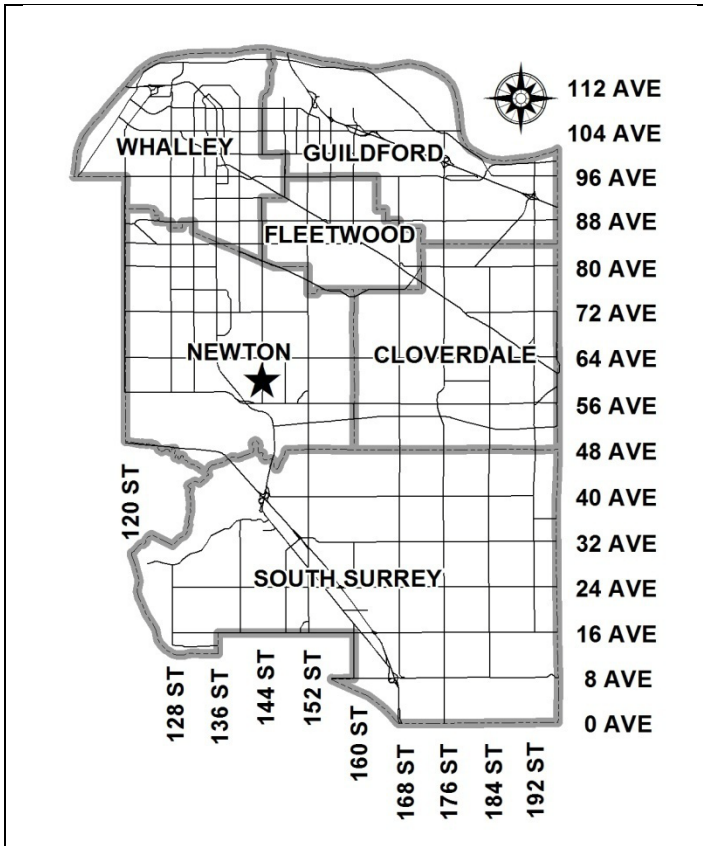 112 AVE
104 AVE
WHALLEY
GUILDFORD
96 AVE
88 AVE
FLEETWOOD
80 AVE
72 AVE
NEWTON
CLOVERDALE
64 AVE
56 AVE
48 AVE
120 ST
40 AVE
32 AVE
SOUTH SURREY
24 AVE
16 AVE
8 AVE
0 AVE
128 ST
136 ST
144 ST
152 ST
160 ST
168 ST
176 ST
184 ST
192 ST